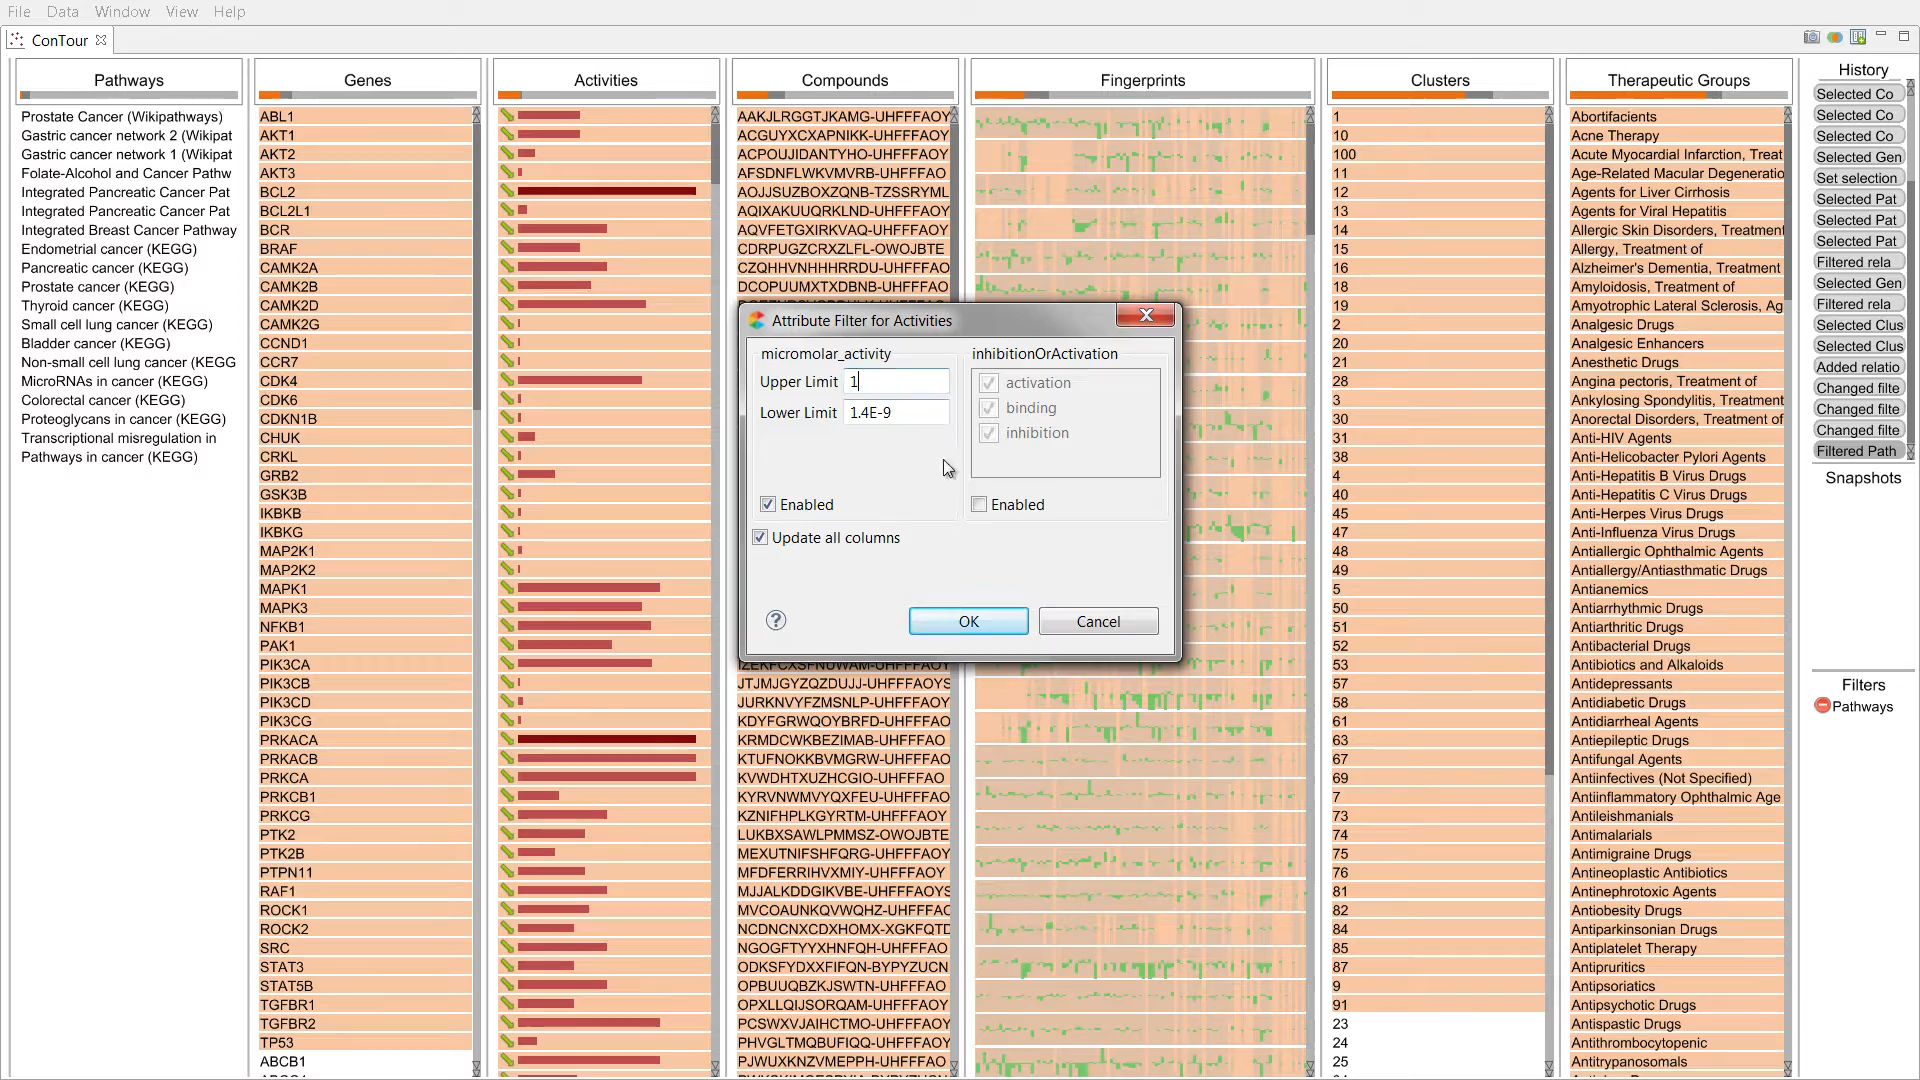 File Data Window View Help
ConTour
Pathways
Prostate Cancer (Wikipathways)
Gastric cancer network 2 (Wikipat
Gastric cancer network 1 (Wikipat
Folate-Alcohol and Cancer Pathw
Integrated Pancreatic Cancer Pat
Integrated Pancreatic Cancer Pat
Integrated Breast Cancer Pathway
Endometrial cancer (KEGG)
Pancreatic cancer (KEGG)
Prostate cancer (KEGG)
Thyroid cancer (KEGG)
Small cell lung cancer (KEGG)
Bladder cancer (KEGG)
Non-small cell lung cancer (KEGG
MicroRNAs in cancer (KEGG)
Colorectal cancer (KEGG)
Proteoglycans in cancer (KEGG)
Transcriptional misregulation in
Pathways in cancer (KEGG)
Genes
ABL1
AKT1
AKT2
AKT3
BCL2
BCL2L1
BCR
BRAF
CAMK2A
CAMK2B
CAMK2D
CAMK2G
CCND1
CCR7
CDK4
CDK6
CDKN1B
CHUK
CRKL
GRB2
GSK3B
IKBKB
IKBKG
MAP2K1
MAP2K2
MAPK1
MAPK3
NFKB1
PAK1
PIK3CA
PIK3CB
PIK3CD
PIK3CG
PRKACA
PRKACB
PRKCA
PRKCB1
PRKCG
PTK2
PTK2B
PTPN11
RAF1
ROCK1
ROCK2
SRC
STAT3
STAT5B
TGFBR1
TGFBR2
TP53
ABCB1
Activities
Compounds
AAKJLRGGTJKAMG-UHFFFAOY
ACGUYXCXAPNIKK-UHFFFAOY
ACPOUJIDANTYHO-UHFFFAOY
AFSDNFLWKVMVRB-UHFFFAOY
AOJJSUZBOXZQNB-TZSSRYML
AQIXAKUUQRKLND-UHFFFAOY
AQVFETGXIRKVAQ-UHFFFAOY
CDRPUGZCRXZLFL-OWOJBTE
CZQHHVNHHHRRDU-UHFFFAO
DCOPUUMXTXDBNB-UHFFFAO
IZEKFCXSFNUWAM-UHFFFAOY
JTJMJGYZQZDUJJ-UHFFFAOYS
JURKNVYFZMSNLP-UHFFFAOY
KDYFGRWQOYBRFD-UHFFFAO
KRMDCWKBEZIMAB-UHFFFAO
KTUFNOKKBVMGRW-UHFFFAO
KVWDHTXUZHCGIO-UHFFFAO
KYRVNWMVYQXFEU-UHFFFAO
KZNIFHPLKGYRTM-UHFFFAO
LUKBXSAWLPMMSZ-OWOJBTE
MEXUTNIFSHFQRG-UHFFFAOY
MFDFERRIHVXMIY-UHFFFAO
MJJALKDDGIKVBE-UHFFFAOYS
MVCOAUNKQVWQHZ-UHFFFAO
NCDNCNXCDXHOMX-XGKFQTD
NGOGFTYYXHNFQH-UHFFFAO
ODKSFYDXXFIFQN-BYPYZUCN
OPBUUQBZKJSWTN-UHFFFAO
OPXLLQIJSORQAM-UHFFFAOY
PCSWXVJAIHCTMO-UHFFFAOY
PHVGLTMQBUFIQQ-UHFFFAOY
PJWUXKNZVMEPPH-UHFFFAO
Attribute Filter for Activities
micromolar_activity
Upper Limit 1
Lower Limit 1.4E-9
Enabled
inhibitionOrActivation
activation
binding
inhibition
Enabled
Update all columns
OK
Cancel
Fingerprints
Clusters
1
10
100
11
12
13
14
15
16
18
19
2
20
21
28
3
30
31
38
4
40
45
47
48
49
5
50
51
52
53
57
58
61
63
67
69
7
73
74
75
76
81
82
84
85
87
9
91
23
24
25
Therapeutic Groups
Abortifacients
Acne Therapy
Acute Myocardial Infarction, Treat
Age-Related Macular Degeneratio
Agents for Liver Cirrhosis
Agents for Viral Hepatitis
Allergic Skin Disorders, Treatment
Allergy, Treatment of
Alzheimer's Dementia, Treatment
Amyloidosis, Treatment of
Amyotrophic Lateral Sclerosis, Ag
Analgesic Drugs
Analgesic Enhancers
Anesthetic Drugs
Angina pectoris, Treatment of
Ankylosing Spondylitis, Treatment
Anorectal Disorders, Treatment of
Anti-HIV Agents
Anti-Helicobacter Pylori Agents
Anti-Hepatitis B Virus Drugs
Anti-Hepatitis C Virus Drugs
Anti-Herpes Virus Drugs
Anti-Influenza Virus Drugs
Antiallergic Ophthalmic Agents
Antiallergy/Antiasthmatic Drugs
Antianemics
Antiarrhythmic Drugs
Antiarthritic Drugs
Antibacterial Drugs
Antibiotics and Alkaloids
Antidepressants
Antidiabetic Drugs
Antidiarrheal Agents
Antiepileptic Drugs
Antifungal Agents
Antiinfectives (Not Specified)
Antiinflammatory Ophthalmic Age
Antileishmanials
Antimalarials
Antimigraine Drugs
Antineoplastic Antibiotics
Antinephrotoxic Agents
Antiobesity Drugs
Antiparkinsonian Drugs
Antiplatelet Therapy
Antipruritics
Antipsoriatics
Antipsychotic Drugs
Antispastic Drugs
Antithrombocytopenic
Antitrypanosomals
History
Selected Co
Selected Co
Selected Co
Selected Gen
Set selection
Selected Pat
Selected Pat
Selected Pat
Filtered rela
Selected Gen
Filtered rela
Selected Clus
Selected Clus
Added relatio
Changed filte
Changed filte
Changed filte
Filtered Path
Snapshots
Filters
Pathways